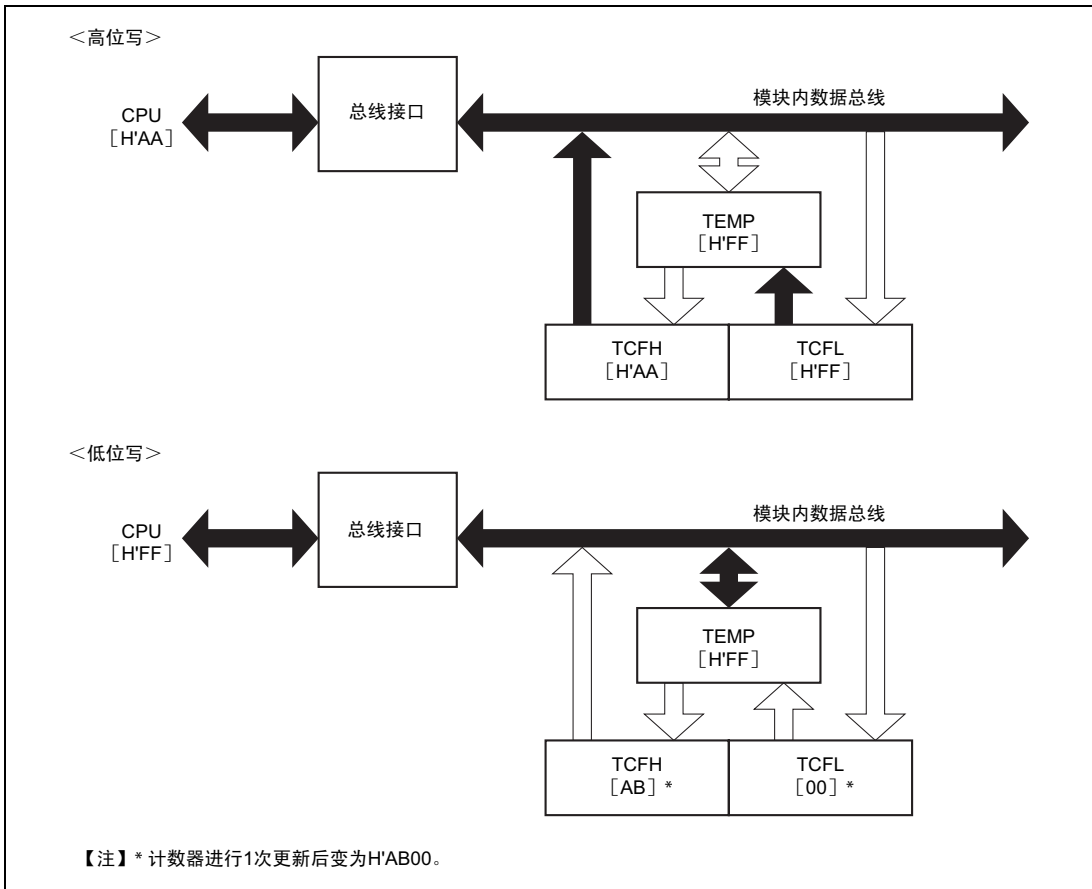 ＜高位写＞
CPU
［H'AA］
总线接口
模块内数据总线
TEMP
［H'FF］
TCFH
［H'AA］
TCFL
［H'FF］
＜低位写＞
CPU
［H'FF］
总线接口
模块内数据总线
TEMP
［H'FF］
TCFH
［AB］*
TCFL
［00］*
【注】* 计数器进行1次更新后变为H'AB00。